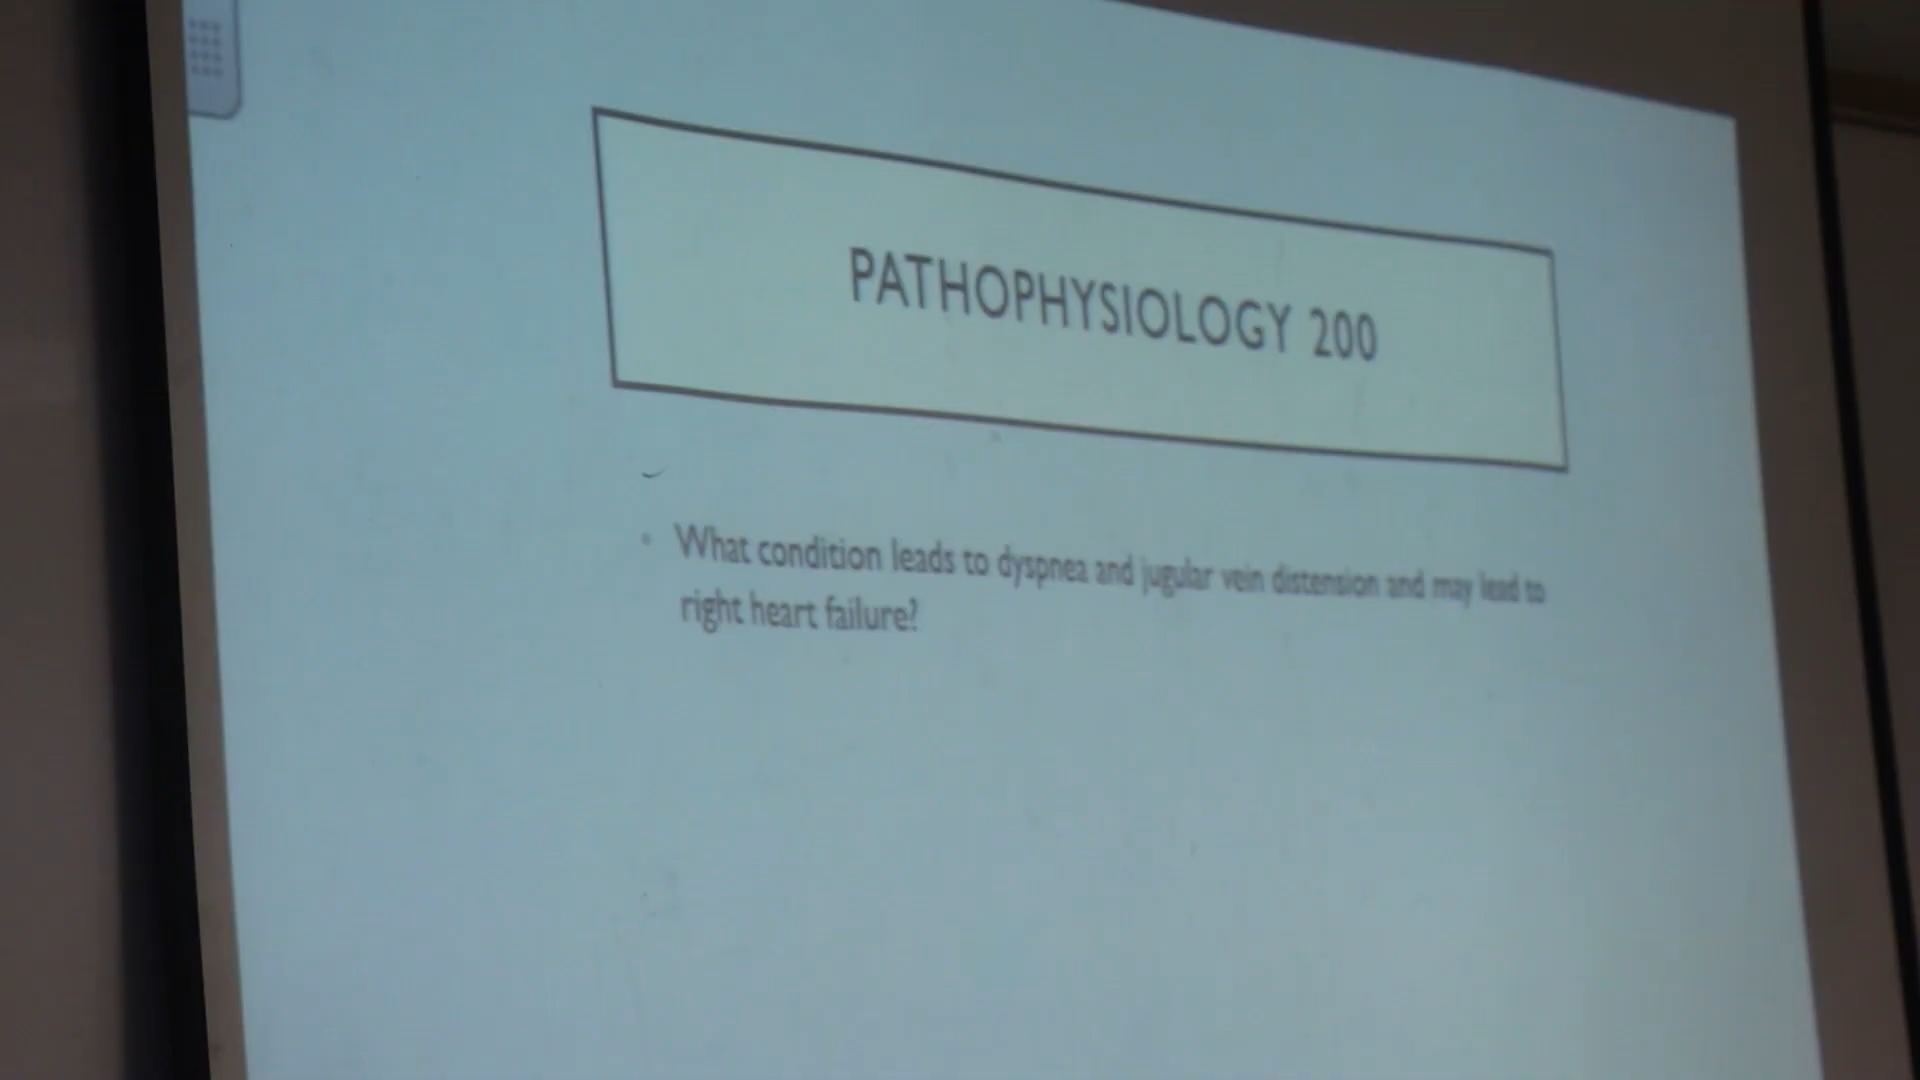 PATHOPHYSIOLOGY 200
• What condition leads to dyspnea and jugular vein distension and may lead to
right heart failure?